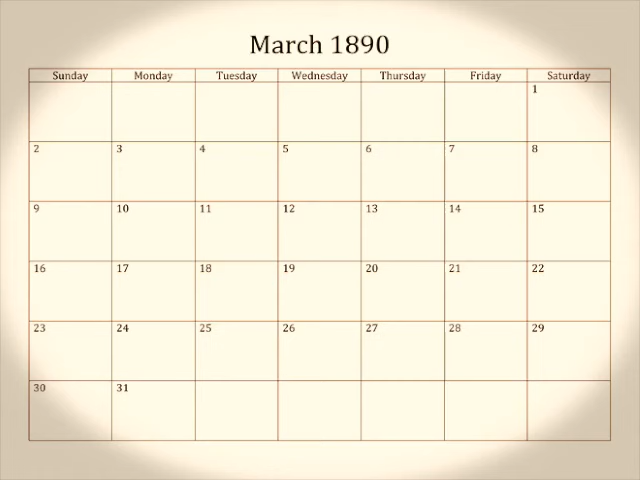 March 1890
Sunday Monday Tuesday Wednesday Thursday Friday Saturday
1
2 3 4 5 6 7 8
9 10 11 12 13 14 15
16 17 18 19 20 21 22
23 24 25 26 27 28 29
30 31